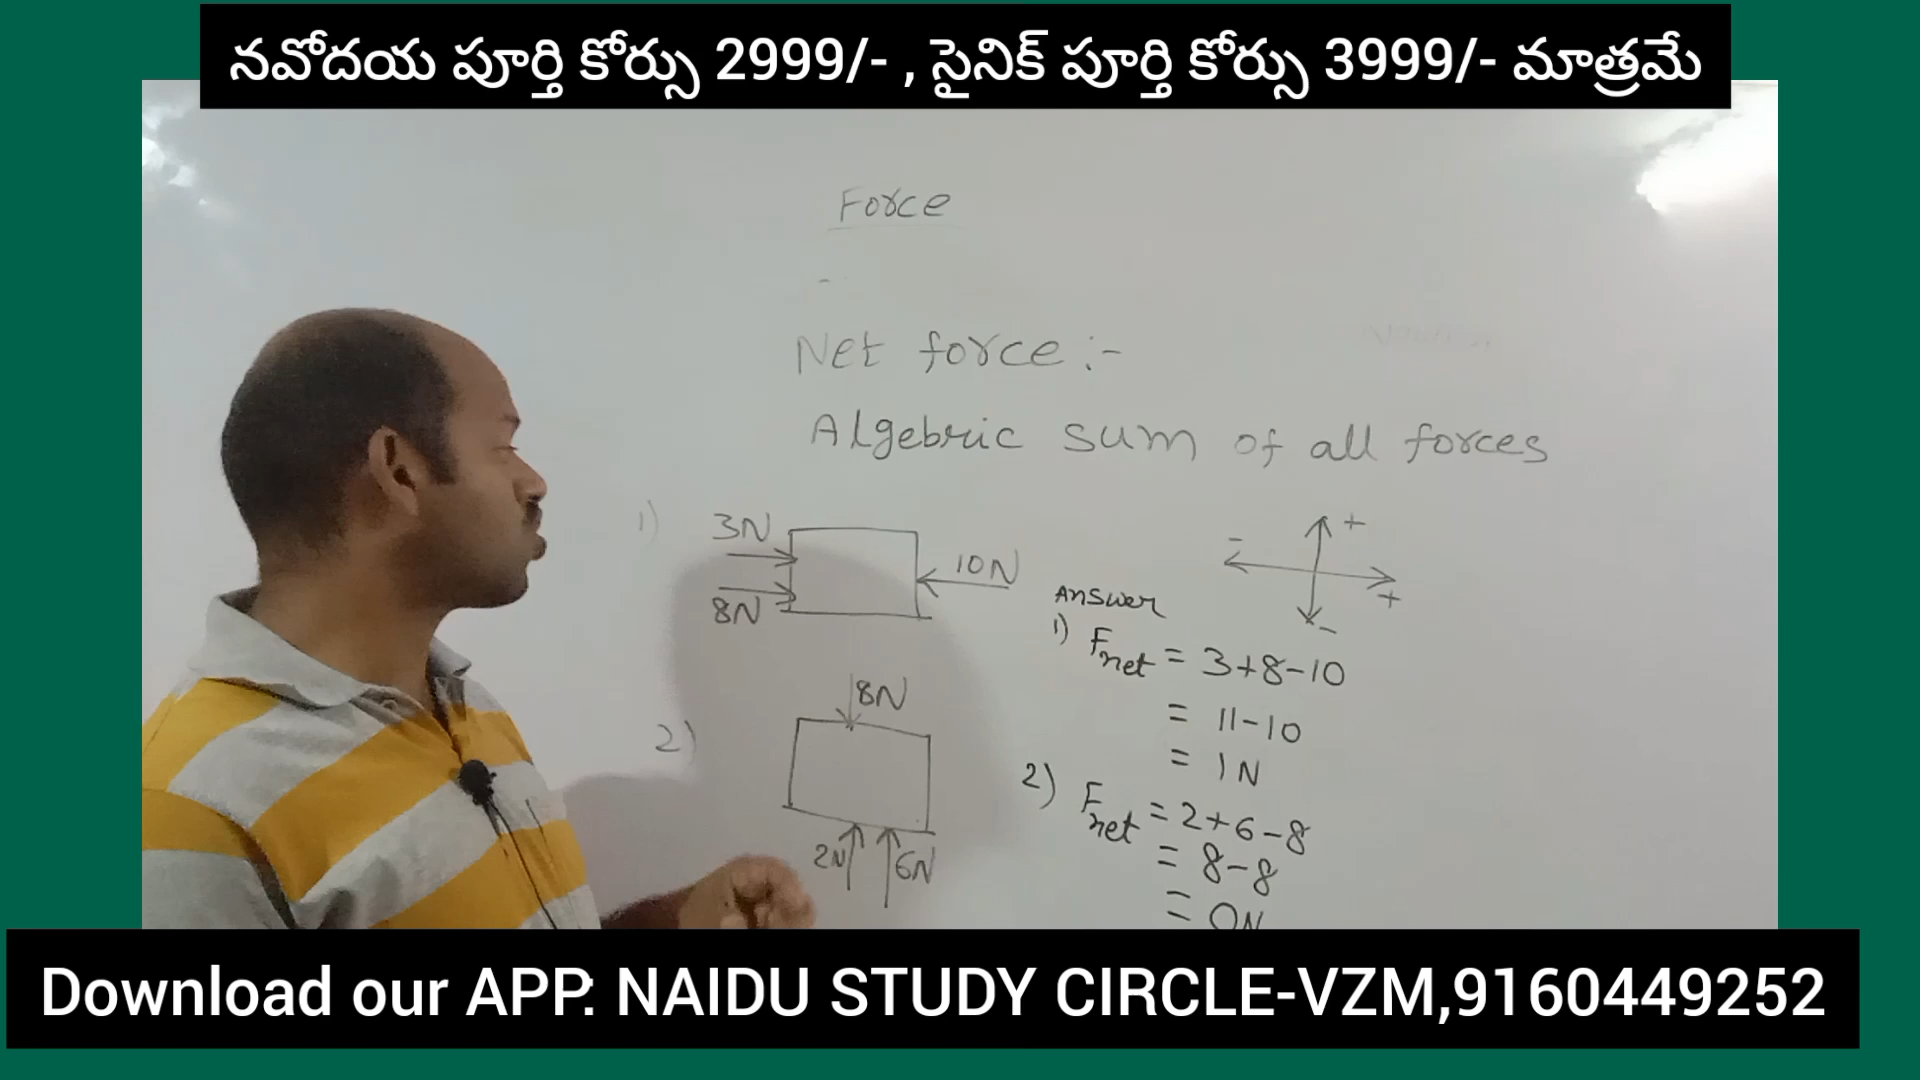 నవోదయ పూర్తి కోర్సు 2999/- , సైనిక్ పూర్తి కోర్సు 3999/- మాత్రమే
Force
Net force :-
Algebric sum of all forces
1)
3N
8N
10N
+
-
+
-
Answer
1) Fnet = 3+8-10
= 11-10
= 1N
2)
8N
2N
6N
2) Fnet = 2+6-8
= 8-8
= 0N
Download our APP: NAIDU STUDY CIRCLE-VZM,9160449252